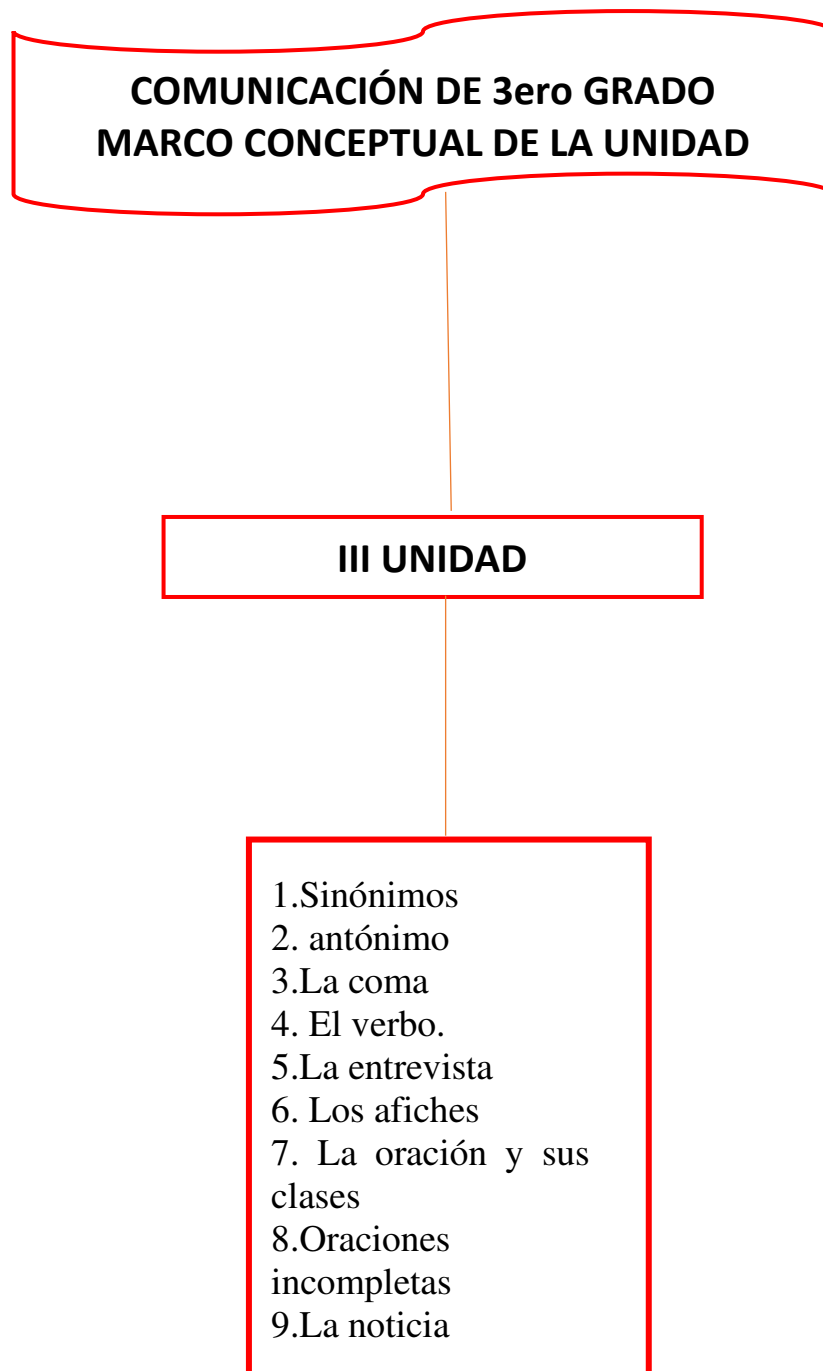 COMUNICACIÓN DE 3ero GRADO
MARCO CONCEPTUAL DE LA UNIDAD
III UNIDAD
1.Sinónimos
2. antónimo
3.La coma
4. El verbo.
5.La entrevista
6. Los afiches
7. La oración y sus
clases
8.Oraciones
incompletas
9.La noticia